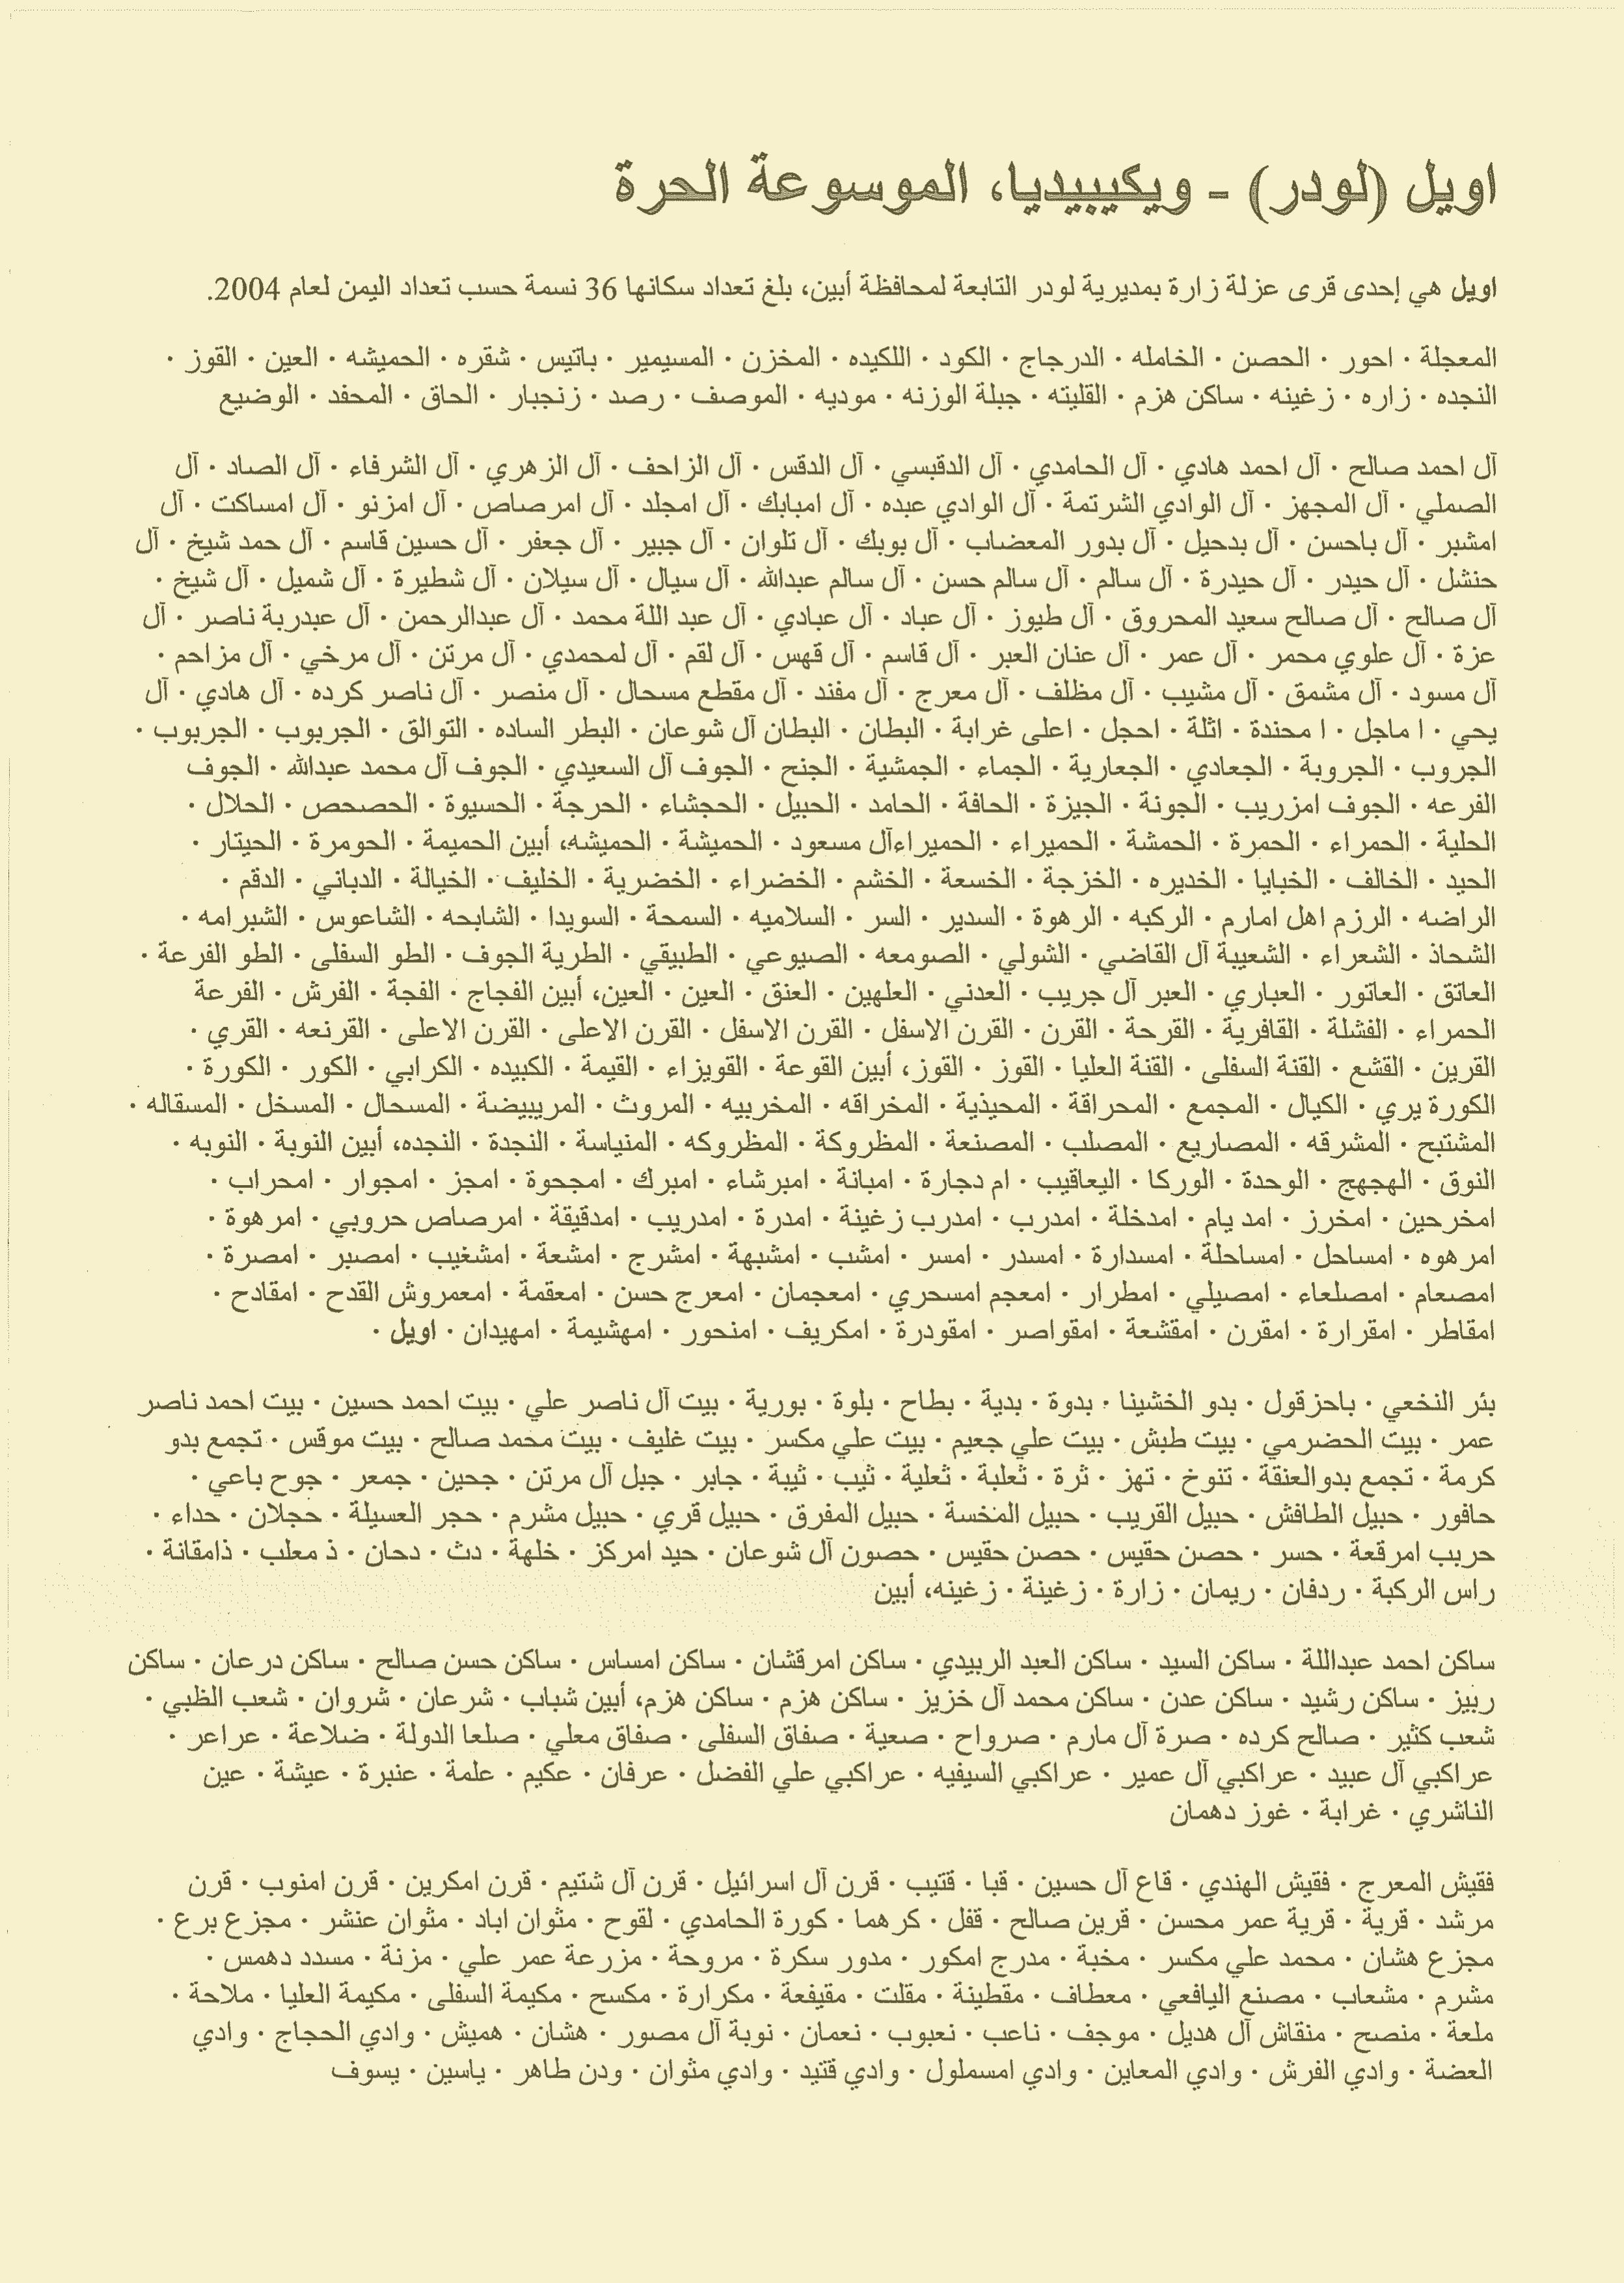 اويل (لودر) - ويكيبيديا، الموسوعة الحرة
اويل هي إحدى قرى عزلة زارة بمديرية لودر التابعة لمحافظة أبين، بلغ تعداد سكانها 36 نسمة حسب تعداد اليمن لعام 2004.
المعجلة · احور · الحصن · الخامله · الدرجاج · الكود · اللكيده · المخزن · المسيمير · باتيس · شقره · الحميشه · العين · القوز ·
النجده · زاره · زغينه · ساكن هزم · القليته · جبلة الوزنه · موديه · الموصف · رصد · زنجبار · الحاق · المحفد · الوضيع
آل احمد صالح · آل احمد هادي · آل الحامدي · آل الدقبسي · آل الدقس · آل الزاحف · آل الزهري · آل الشرفاء · آل الصاد · آل
الصملي · آل المجهز · آل الوادي الشرتمة · آل الوادي عبده · آل امبابك · آل امجلد · آل امرصاص · آل امزنو · آل امساكت · آل
امشبر · آل باحسن · آل بدحيل · آل بدور المعضاب · آل بوبك · آل تلوان · آل جبير · آل جعفر · آل حسين قاسم · آل حمد شيخ · آل
حنشل · آل حيدر · آل حيدرة · آل سالم · آل سالم حسن · آل سالم عبدالله · آل سيال · آل سيلان · آل شطيرة · آل شميل · آل شيخ ·
آل صالح · آل صالح سعيد المحروق · آل طيوز · آل عباد · آل عبادي · آل عبد اللة محمد · آل عبدالرحمن · آل عبدربة ناصر · آل
عزة · آل علوي محمر · آل عمر · آل عنان العبر · آل قاسم · آل قهس · آل لقم · آل لمحمدي · آل مرتن · آل مرخي · آل مزاحم ·
آل مسود · آل مشمق · آل مشيب · آل مظلف · آل معرج · آل مفند · آل مقطع مسحال · آل منصر · آل ناصر كرده · آل هادي · آل
يحي · ا ماجل · ا محندة · اثلة · احجل · اعلى غرابة · البطان · البطان آل شوعان · البطر الساده · التوالق · الجربوب · الجربوب ·
الجروب · الجروبة · الجعادي · الجعارية · الجماء · الجمشية · الجنح · الجوف آل السعيدي · الجوف آل محمد عبدالله · الجوف
الفرعه · الجوف امزريب · الجونة · الجيزة · الحافة · الحامد · الحبيل · الحجشاء · الحرجة · الحسيوة · الحصحص · الحلال ·
الحلية · الحمراء · الحمرة · الحمشة · الحميراء · الحميراءآل مسعود · الحميشة · الحميشه، أبين الحميمة · الحومرة · الحيتار ·
الحيد · الخالف · الخبايا · الخديره · الخزجة · الخسعة · الخشم · الخضراء · الخضرية · الخليف · الخيالة · الدباني · الدقم ·
الراضه · الرزم اهل امارم · الركبه · الرهوة · السدير · السر · السلاميه · السمحة · السويدا · الشابحه · الشاعوس · الشبرامه ·
الشحاذ · الشعراء · الشعيبة آل القاضي · الشولي · الصومعه · الصيوعي · الطبيقي · الطرية الجوف · الطو السفلى · الطو الفرعة ·
العاتق · العاتور · العباري · العبر آل جريب · العدني · العلهين · العنق · العين · العين، أبين الفجاج · الفجة · الفرش · الفرعة
الحمراء · الفشلة · القافرية · القرحة · القرن · القرن الاسفل · القرن الاسفل · القرن الاعلى · القرن الاعلى · القرنعه · القري ·
القرين · القشع · القنة السفلى · القنة العليا · القوز · القوز، أبين القوعة · القويزاء · القيمة · الكبيده · الكرابي · الكور · الكورة ·
الكورة يري · الكيال · المجمع · المحراقة · المحيذية · المخراقه · المخربيه · المروث · المريبيضة · المسحال · المسخل · المسقاله ·
المشتبح · المشرقه · المصاريع · المصلب · المصنعة · المظروكة · المظروكه · المنياسة · النجدة · النجده، أبين النوبة · النوبه ·
النوق · الهجهج · الوحدة · الوركا · اليعاقيب · ام دجارة · امبانة · امبرشاء · امبرك · امجحوة · امجز · امجوار · امحراب ·
امخرحين · امخرز · امد يام · امدخلة · امدرب · امدرب زغينة · امدرة · امدريب · امدقيقة · امرصاص حروبي · امرهوة ·
امرهوه · امساحل · امساحلة · امسدارة · امسدر · امسر · امشب · امشبهة · امشرج · امشعة · امشغيب · امصبر · امصرة ·
امصعام · امصلعاء · امصيلي · امطرار · امعجم امسحري · امعجمان · امعرج حسن · امعقمة · امعمروش القدح · امقادح ·
امقاطر · امقرارة · امقرن · امقشعة · امقواصر · امقودرة · امكريف · امنحور · امهشيمة · امهيدان · اويل ·
بئر النخعي · باحزقول · بدو الخشينا · بدوة · بدية · بطاح · بلوة · بورية · بيت آل ناصر علي · بيت احمد حسين · بيت احمد ناصر
عمر · بيت الحضرمي · بيت طبش · بيت علي جعيم · بيت علي مكسر · بيت غليف · بيت محمد صالح · بيت موقس · تجمع بدو
كرمة · تجمع بدوالعنقة · تنوخ · تهز · ثرة · ثعلبة · ثعلية · ثيب · ثيبة · جابر · جبل آل مرتن · جحين · جمعر · جوح باعي ·
حافور · حبيل الطافش · حبيل القريب · حبيل المخسة · حبيل المفرق · حبيل قري · حبيل مشرم · حجر العسيلة · حجلان · حداء ·
حريب امرقعة · حسر · حصن حقيس · حصن حقيس · حصون آل شوعان · حيد امركز · خلهة · دث · دحان · ذ معلب · ذامقانة ·
راس الركبة · ردفان · ريمان · زارة · زغينة · زغينه، أبين
ساكن احمد عبداللة · ساكن السيد · ساكن العبد الربيدي · ساكن امرقشان · ساكن امساس · ساكن حسن صالح · ساكن درعان · ساكن
ربيز · ساكن رشيد · ساكن عدن · ساكن محمد آل خزيز · ساكن هزم · ساكن هزم، أبين شباب · شرعان · شروان · شعب الظبي ·
شعب كثير · صالح كرده · صرة آل مارم · صرواح · صعية · صفاق السفلى · صفاق معلي · صلعا الدولة · ضلاعة · عراعر ·
عراكبي آل عبيد · عراكبي آل عمير · عراكبي السيفيه · عراكبي علي الفضل · عرفان · عكيم · علمة · عنبرة · عيشة · عين
الناشري · غرابة · غوز دهمان
فقيش المعرج · فقيش الهندي · قاع آل حسين · قبا · قتيب · قرن آل اسرائيل · قرن آل شتيم · قرن امكرين · قرن امنوب · قرن
مرشد · قرية · قرية عمر محسن · قرين صالح · قفل · كرهما · كورة الحامدي · لقوح · مثوان اباد · مثوان عنشر · مجزع برع ·
مجزع هشان · محمد علي مكسر · مخبة · مدرج امكور · مدور سكرة · مروحة · مزرعة عمر علي · مزنة · مسدد دهمس ·
مشرم · مشعاب · مصنع اليافعي · معطاف · مقطينة · مقلت · مقيفعة · مكرارة · مكسح · مكيمة السفلى · مكيمة العليا · ملاحة ·
ملعة · منصح · منقاش آل هديل · موجف · ناعب · نعبوب · نعمان · نوبة آل مصور · هشان · هميش · وادي الحجاج · وادي
العضة · وادي الفرش · وادي المعاين · وادي امسملول · وادي قتيد · وادي مثوان · ودن طاهر · ياسين · يسوف